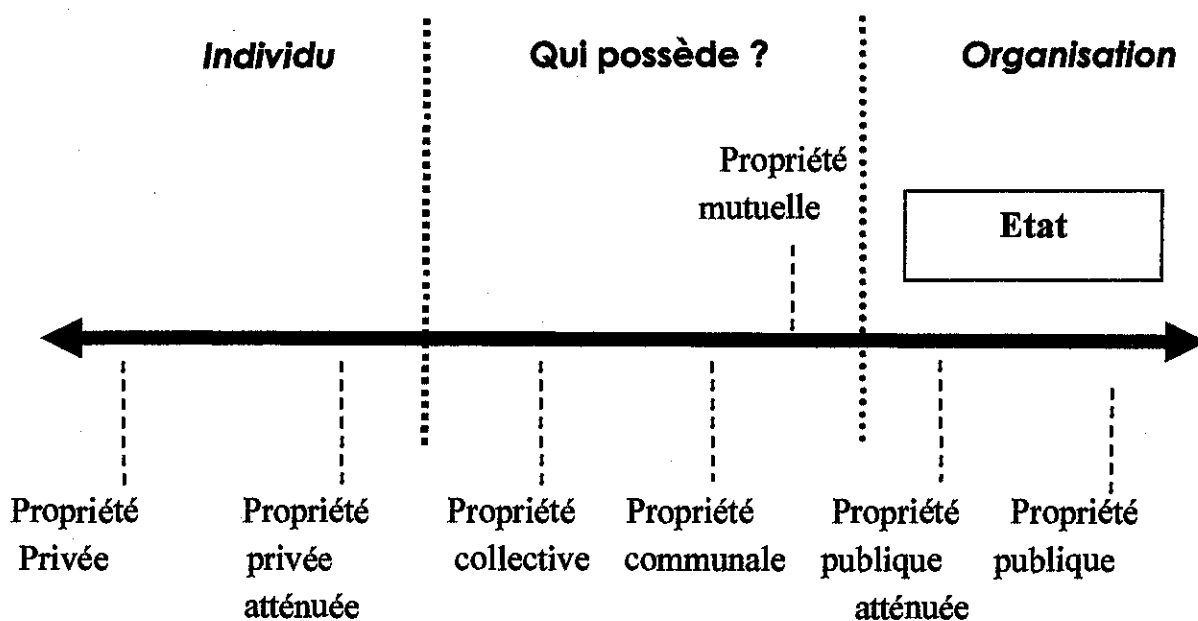 Individu
Qui possède ?
Organisation
Propriété
mutuelle
Etat
Propriété
Privée
Propriété
privée
atténuée
Propriété
collective
Propriété
communale
Propriété
publique
atténuée
Propriété
publique